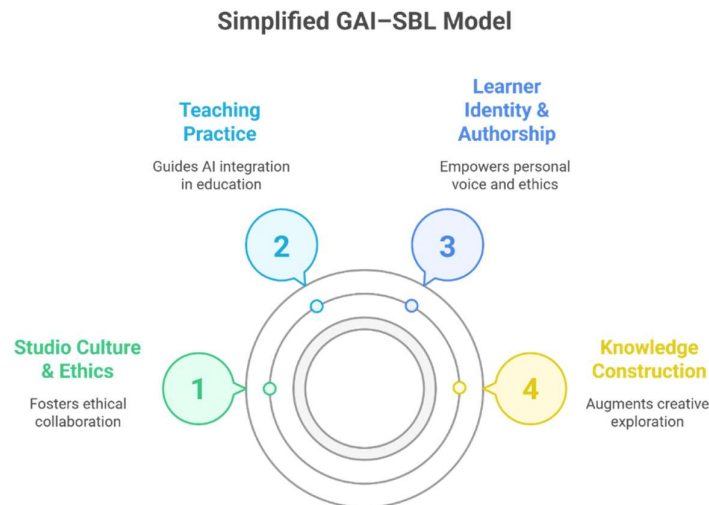 Simplified GAI–SBL Model
Teaching
Practice
Guides AI integration
in education
Learner
Identity &
Authorship
Empowers personal
voice and ethics
2
3
Studio Culture
& Ethics
Fosters ethical
collaboration
1
4
Knowledge
Construction
Augments creative
exploration